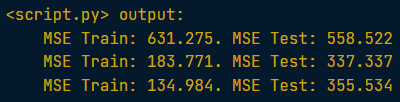 <script.py> output:
MSE Train: 631.275. MSE Test: 558.522
MSE Train: 183.771. MSE Test: 337.337
MSE Train: 134.984. MSE Test: 355.534